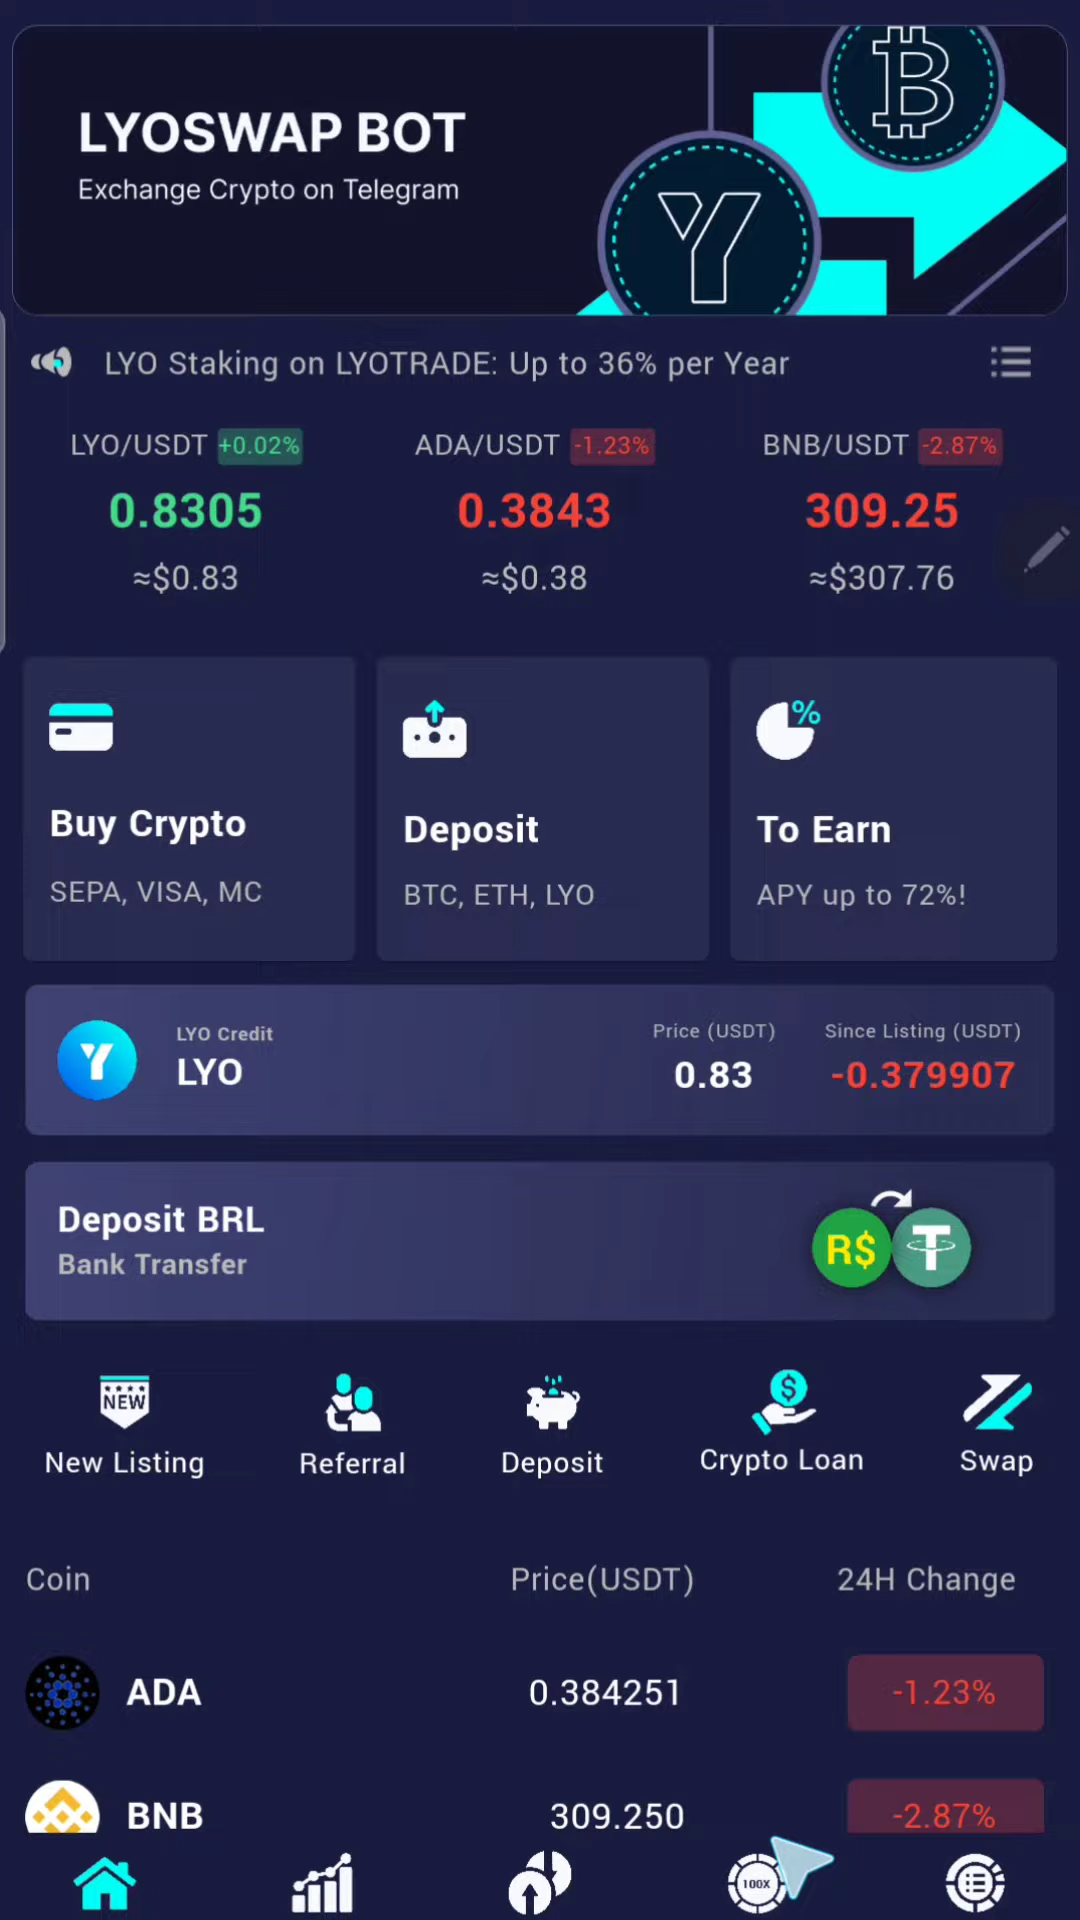 LYOSWAP BOT
Exchange Crypto on Telegram
LYO Staking on LYOTRADE: Up to 36% per Year
LYO/USDT +0.02% ADA/USDT -1.23% BNB/USDT -2.87%
0.8305 0.3843 309.25
≈$0.83 ≈$0.38 ≈$307.76
Buy Crypto Deposit To Earn
SEPA, VISA, MC BTC, ETH, LYO APY up to 72%!
LYO Credit Price (USDT) Since Listing (USDT)
LYO 0.83 -0.379907
Deposit BRL
Bank Transfer
R$
NEW
New Listing Referral Deposit Crypto Loan Swap
Coin Price(USDT) 24H Change
ADA 0.384251 -1.23%
BNB 309.250 -2.87%
100X